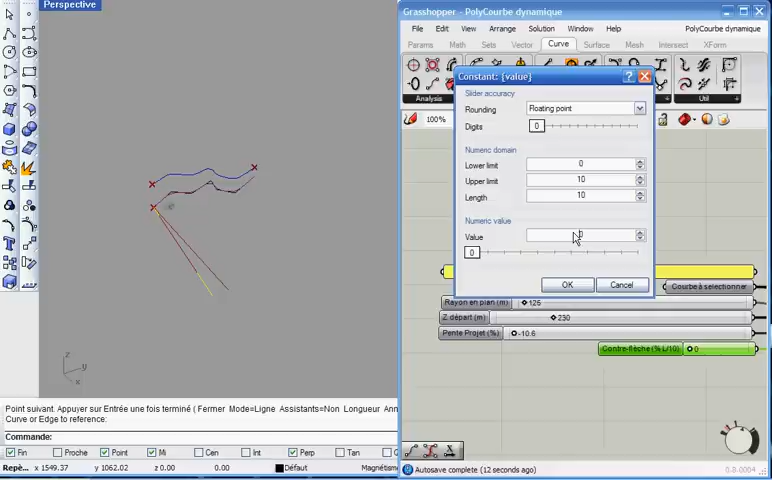 Perspective
Grasshopper - PolyCourbe dynamique
File Edit View Arrange Solution Window Help
PolyCourbe dynamique
Params Math Sets Vector Curve Surface Mesh Intersect XForm
Analysis
Util
100%
Constant: {value}
Slider accuracy
Rounding Floating point
Digits 0
Numeric domain
Lower limit 0
Upper limit 10
Length 10
Numeric value
Value
0
OK Cancel
Courbe à sélectionner
Rayon en plan (m) 125
Z départ (m) 230
Pente Projet (%) -10.6
Contre-flèche (% L/10) 0
z
y
x
Point suivant. Appuyer sur Entrée une fois terminé ( Fermer Mode=Ligne Assistants=Non Longueur
Curve or Edge to reference:
Commande:
Fin Proche Point Mi Cen Int Perp Tan
Repè... x 1549.37 y 1062.02 z 0.00 0.00 Défaut
Autosave complete (12 seconds ago)
0.8.0004